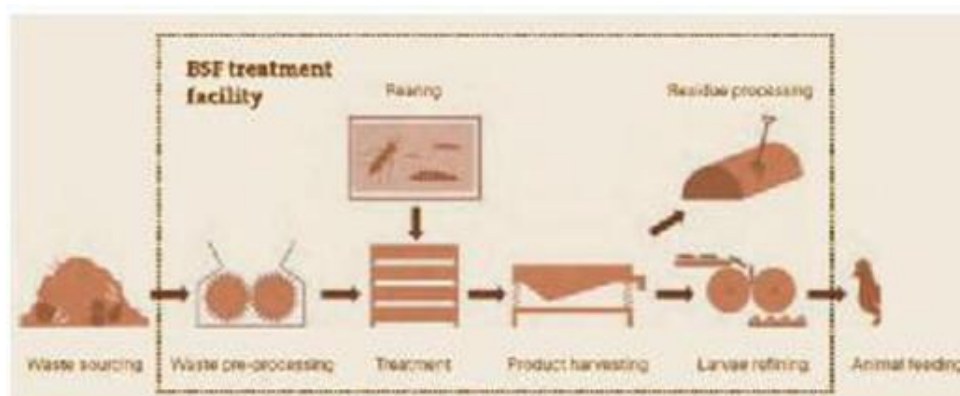 BSF treatment
facility
Rearing
Residue processing
Waste sourcing
Waste pre-processing
Treatment
Product harvesting
Larvae refining
Animal feeding